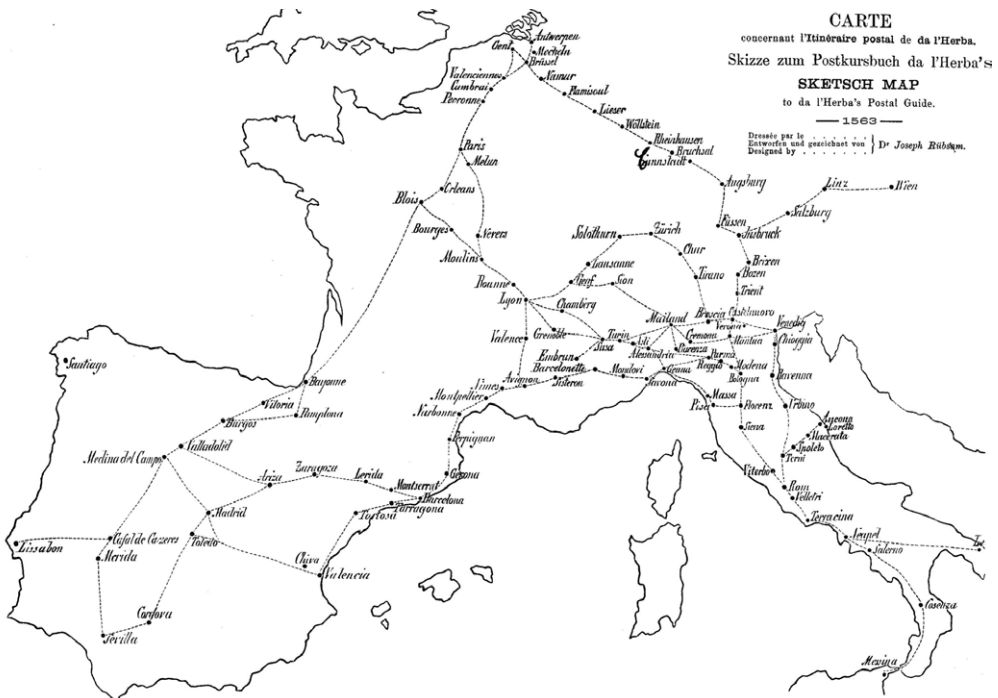 CARTE
concernant l'Itinéraire postal de da l'Herba.
Skizze zum Postkursbuch da l'Herba's
SKETSCH MAP
to da l'Herba's Postal Guide.
1563
Dressée par le . . . . . .
Entworfen und gezeichnet von
Designed by . . . . . . .
Dr Joseph Rübsam.
Antwerpen
Gent
Mecheln
Brüssel
Valenciennes
Cambrai
Peronne
Namur
Flamisoul
Lieser
Wöllstein
Rheinhausen
Bruchsal
Cannstadt
Augsburg
Füssen
Linz
Wien
Salzburg
Insbruck
Brixen
Bozen
Trient
Paris
Melun
Orleans
Blois
Bourges
Nevers
Moulins
Rounne
Lyon
Solothurn
Zürich
Lausanne
Genf
Sion
Chur
Tirano
Chambery
Grenoble
Valence
Embrun
Barcelonette
Susa
Turin
Asti
Alessandria
Mailand
Brescia
Castelnuovo
Verona
Cremona
Piacenza
Mantua
Venedig
Chioggia
Parma
Reggio
Modena
Bologna
Ravenna
Genua
Savona
Mondovi
Sisteron
Avignon
Nimes
Montpellier
Narbonne
Perpignan
Gerona
Massa
Pisa
Florenz
Siena
Urbino
Ancona
Loretto
Macerata
Spoleto
Terni
Viterbo
Rom
Velletri
Terracina
Neapel
Salerno
Cosenza
Messina
Santiago
Bayonne
Vitoria
Pamplona
Burgos
Valladolid
Medina del Campo
Zaragoza
Ariza
Lerida
Montserrat
Barcelona
Tarragona
Tortosa
Madrid
Toledo
Chiva
Valencia
Lissabon
Casal de Cazeres
Merida
Cordova
Sevilla